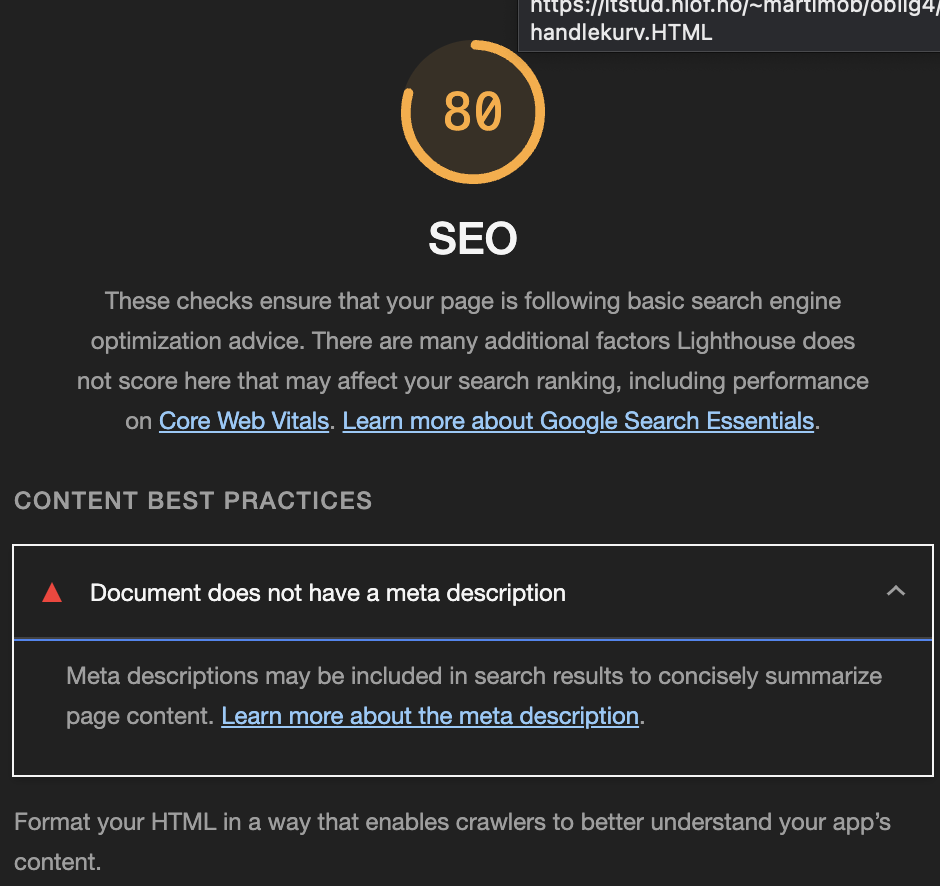 https://itstud.hiof.no/~martimob/oblig4/
handlekurv.HTML
80
SEO
These checks ensure that your page is following basic search engine
optimization advice. There are many additional factors Lighthouse does
not score here that may affect your search ranking, including performance
on Core Web Vitals. Learn more about Google Search Essentials.
CONTENT BEST PRACTICES
Document does not have a meta description
Meta descriptions may be included in search results to concisely summarize
page content. Learn more about the meta description.
Format your HTML in a way that enables crawlers to better understand your app’s
content.